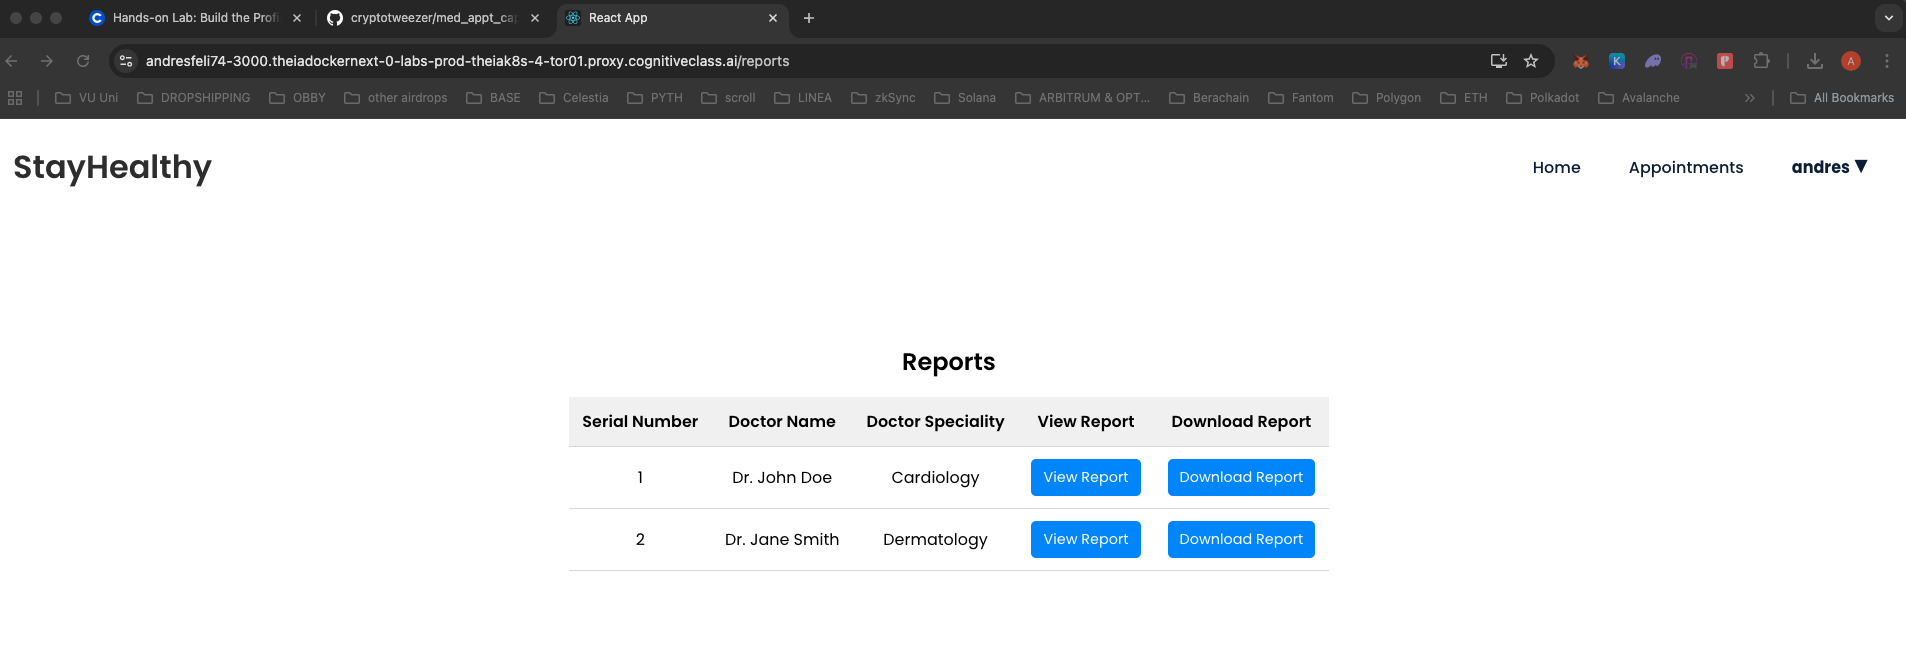 Hands-on Lab: Build the Profi
cryptotweezer/med_appt_cap
React App
andresfeli74-3000.theiadockernext-0-labs-prod-theiak8s-4-tor01.proxy.cognitiveclass.ai/reports
K
A
VU Uni DROPSHIPPING OBBY other airdrops BASE Celestia PYTH scroll LINEA zkSync Solana ARBITRUM & OPT... Berachain Fantom Polygon ETH Polkadot Avalanche » All Bookmarks
StayHealthy Home Appointments andres ▼
Reports
Serial Number Doctor Name Doctor Speciality View Report Download Report
1 Dr. John Doe Cardiology View Report Download Report
2 Dr. Jane Smith Dermatology View Report Download Report